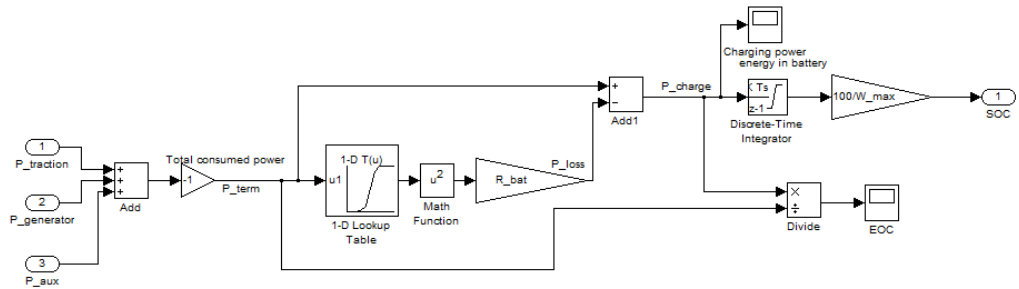 Charging power
energy in battery
P_charge
+
−
Add1
K Ts
z-1
Discrete-Time
Integrator
100/W_max
1
SOC
1
P_traction
2
P_generator
3
P_aux
+
+
+
Add
Total consumed power
-1
P_term
1-D T(u)
u1
1-D Lookup
Table
u²
Math
Function
R_bat
P_loss
×
÷
Divide
EOC